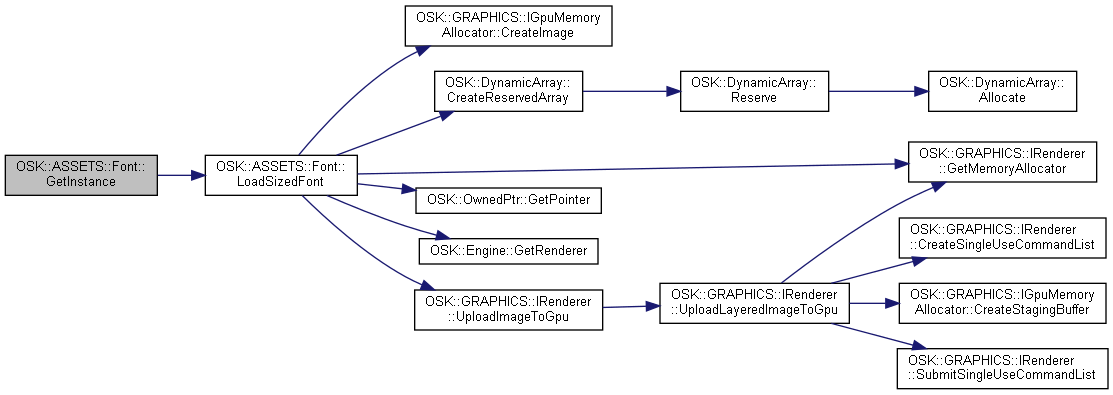 OSK::GRAPHICS::IGpuMemory
Allocator::CreateImage
OSK::DynamicArray::
CreateReservedArray
OSK::DynamicArray::
Reserve
OSK::DynamicArray::
Allocate
OSK::ASSETS::Font::
GetInstance
OSK::ASSETS::Font::
LoadSizedFont
OSK::GRAPHICS::IRenderer
::GetMemoryAllocator
OSK::OwnedPtr::GetPointer
OSK::Engine::GetRenderer
OSK::GRAPHICS::IRenderer
::UploadImageToGpu
OSK::GRAPHICS::IRenderer
::UploadLayeredImageToGpu
OSK::GRAPHICS::IRenderer
::CreateSingleUseCommandList
OSK::GRAPHICS::IGpuMemory
Allocator::CreateStagingBuffer
OSK::GRAPHICS::IRenderer
::SubmitSingleUseCommandList